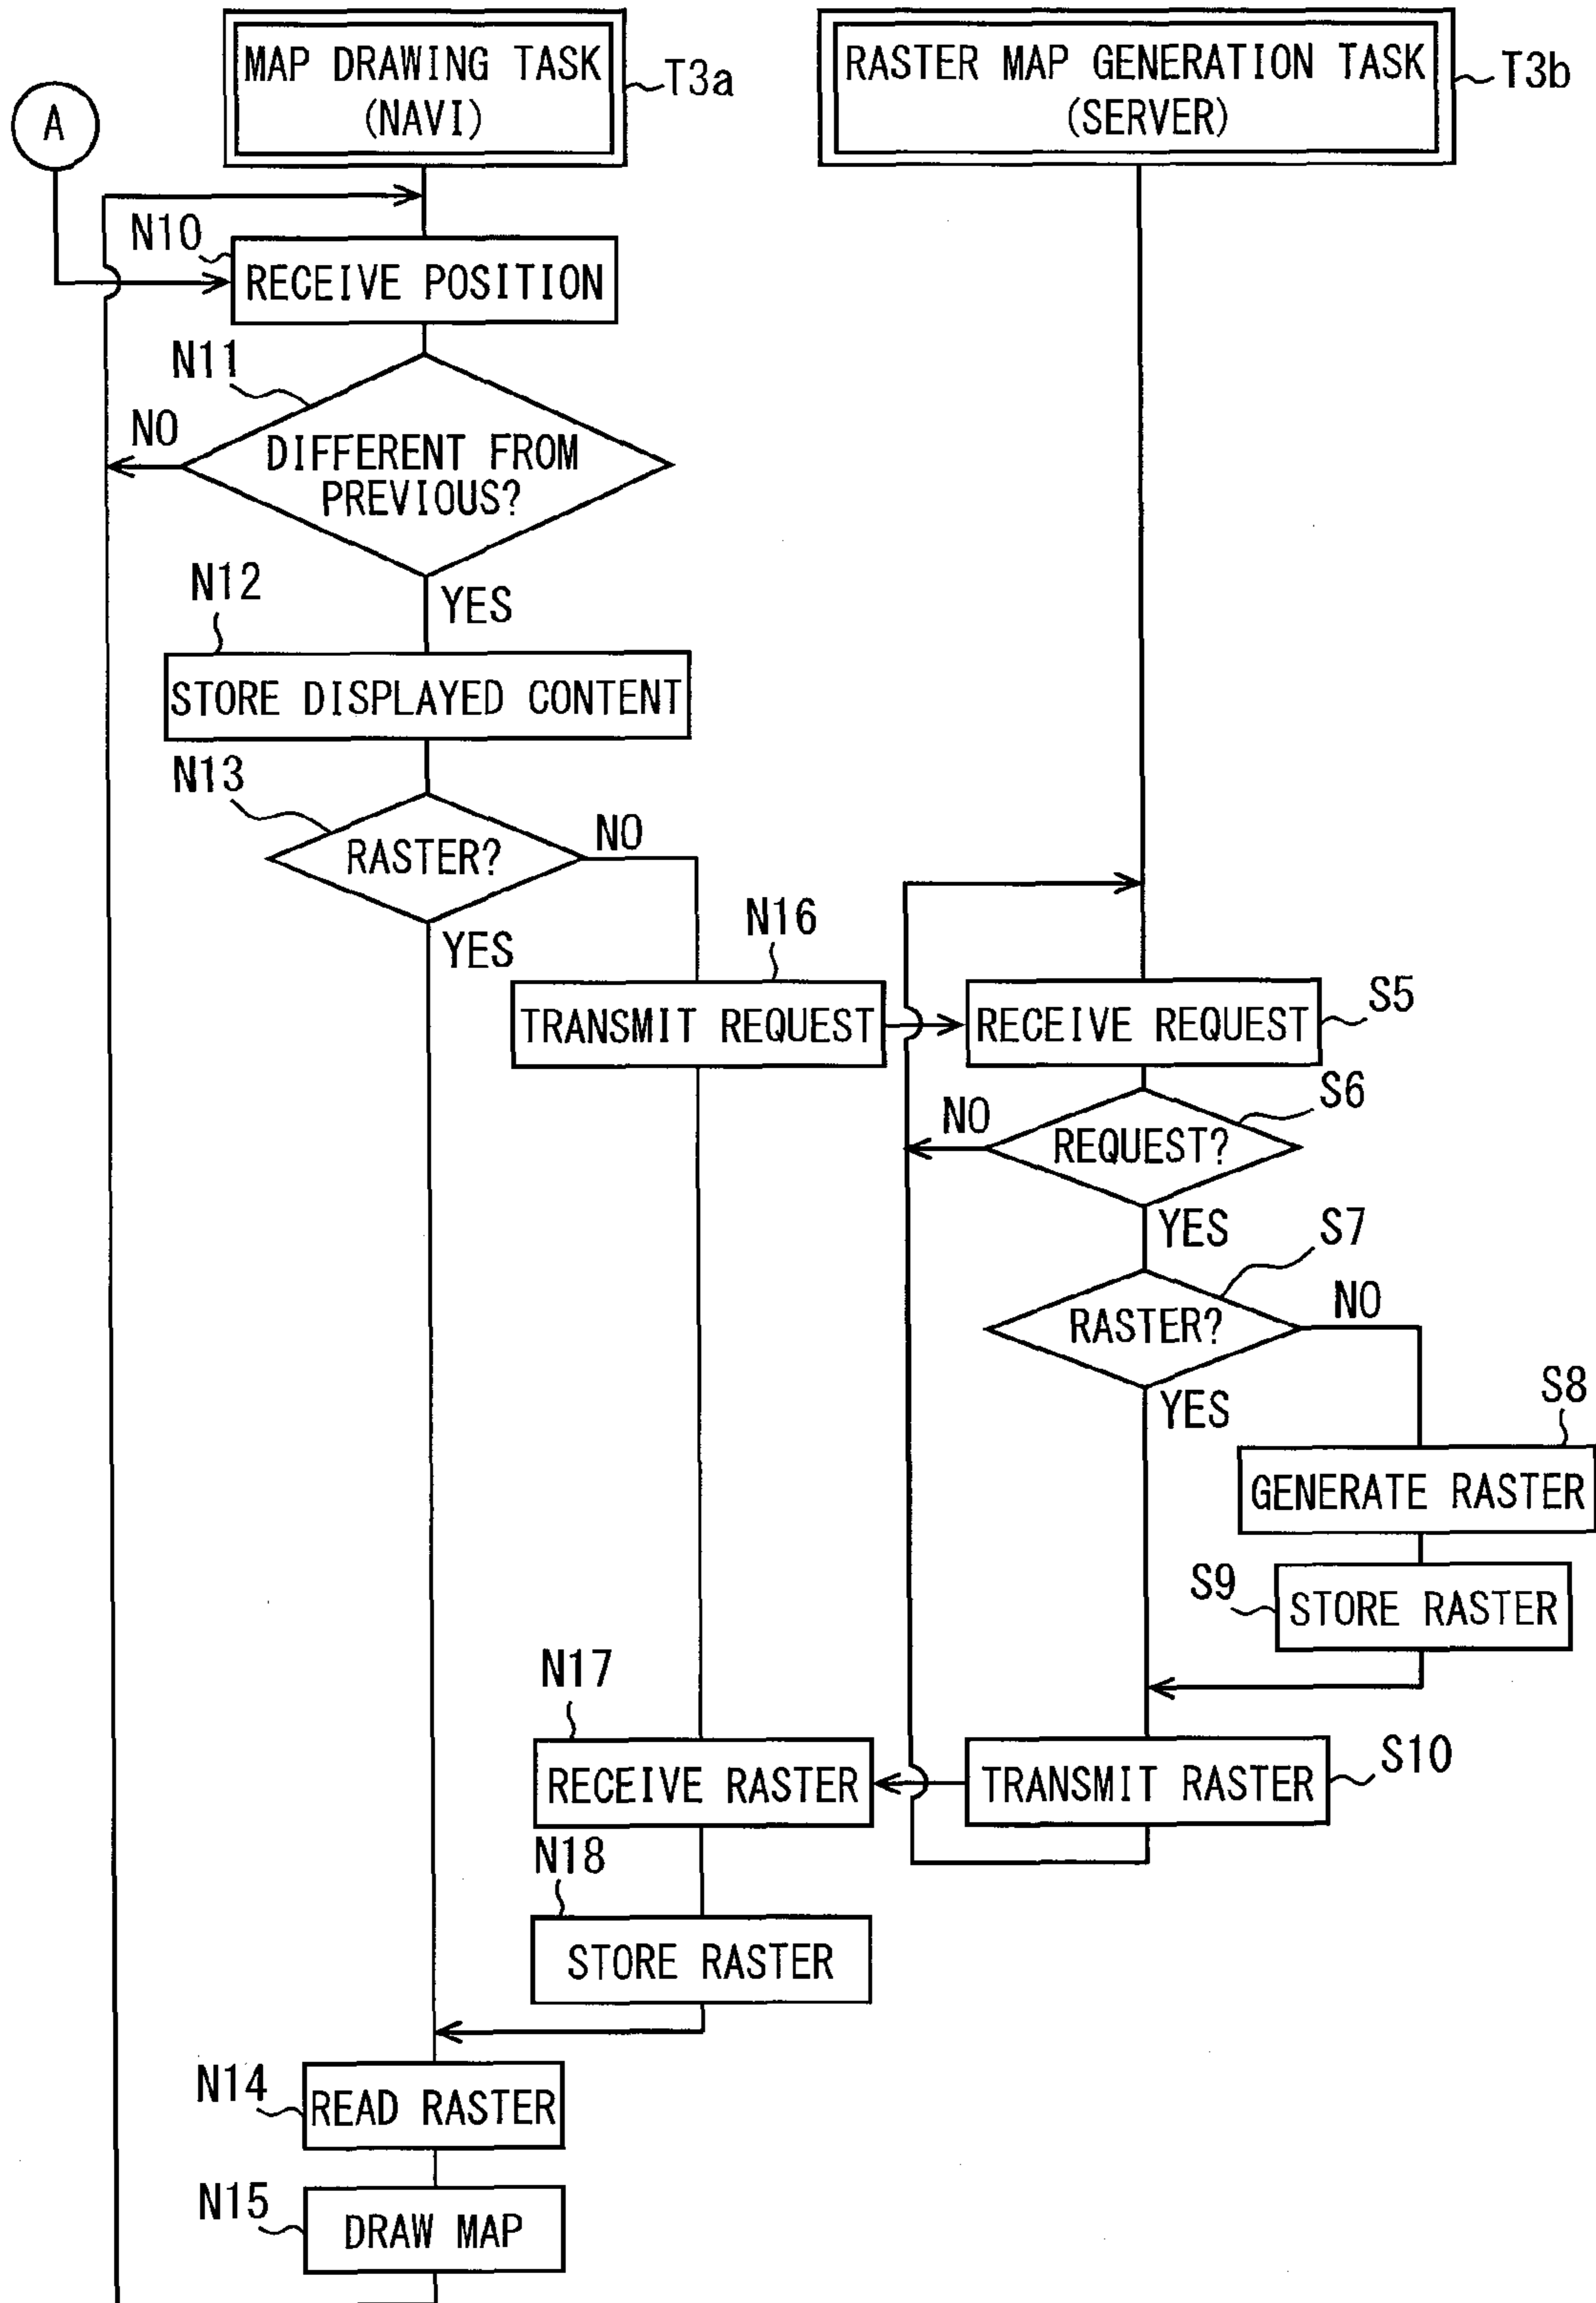 MAP DRAWING TASK
(NAVI)
T3a
RASTER MAP GENERATION TASK
(SERVER)
T3b
A
N10
RECEIVE POSITION
N11
NO
DIFFERENT FROM
PREVIOUS?
YES
N12
STORE DISPLAYED CONTENT
N13
RASTER?
NO
YES
N16
TRANSMIT REQUEST
RECEIVE REQUEST
S5
S6
NO
REQUEST?
YES
S7
RASTER?
NO
YES
S8
GENERATE RASTER
S9
STORE RASTER
N17
RECEIVE RASTER
TRANSMIT RASTER
S10
N18
STORE RASTER
N14
READ RASTER
N15
DRAW MAP